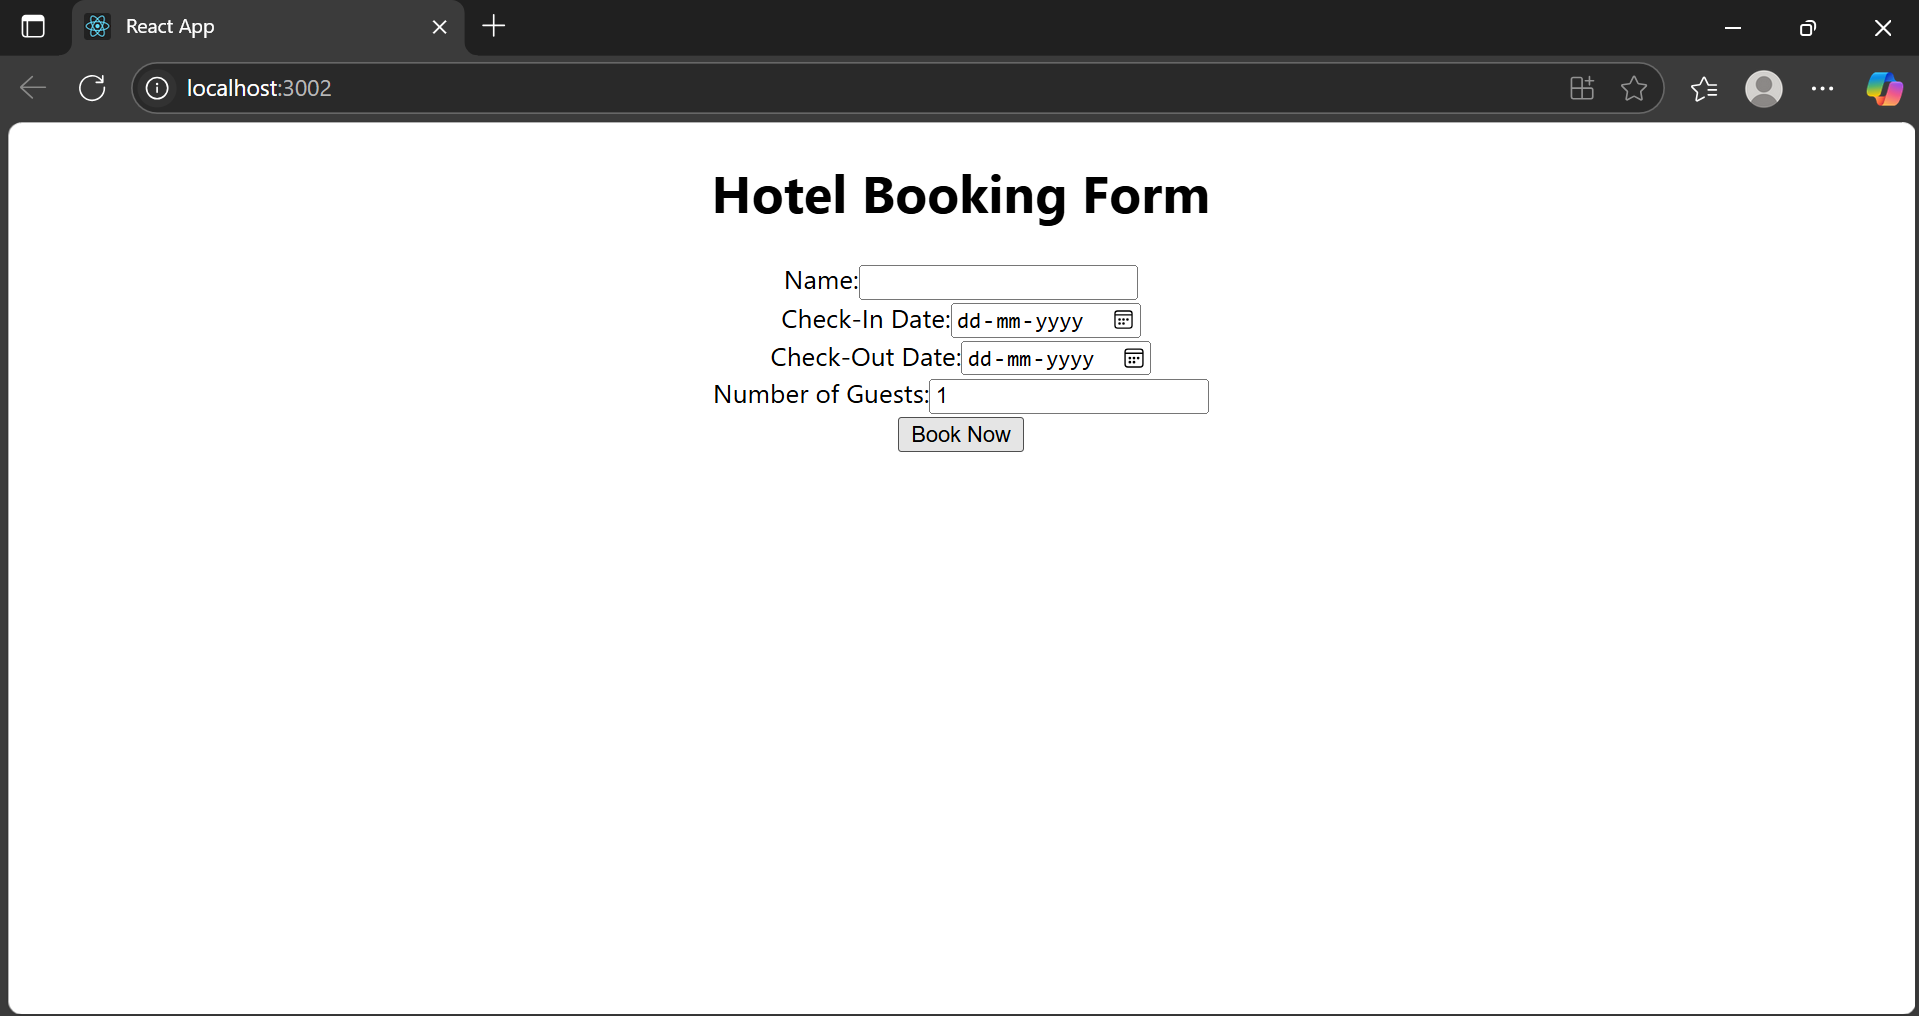 React App
localhost:3002
Hotel Booking Form
Name:
Check-In Date: dd-mm-yyyy
Check-Out Date: dd-mm-yyyy
Number of Guests: 1
Book Now